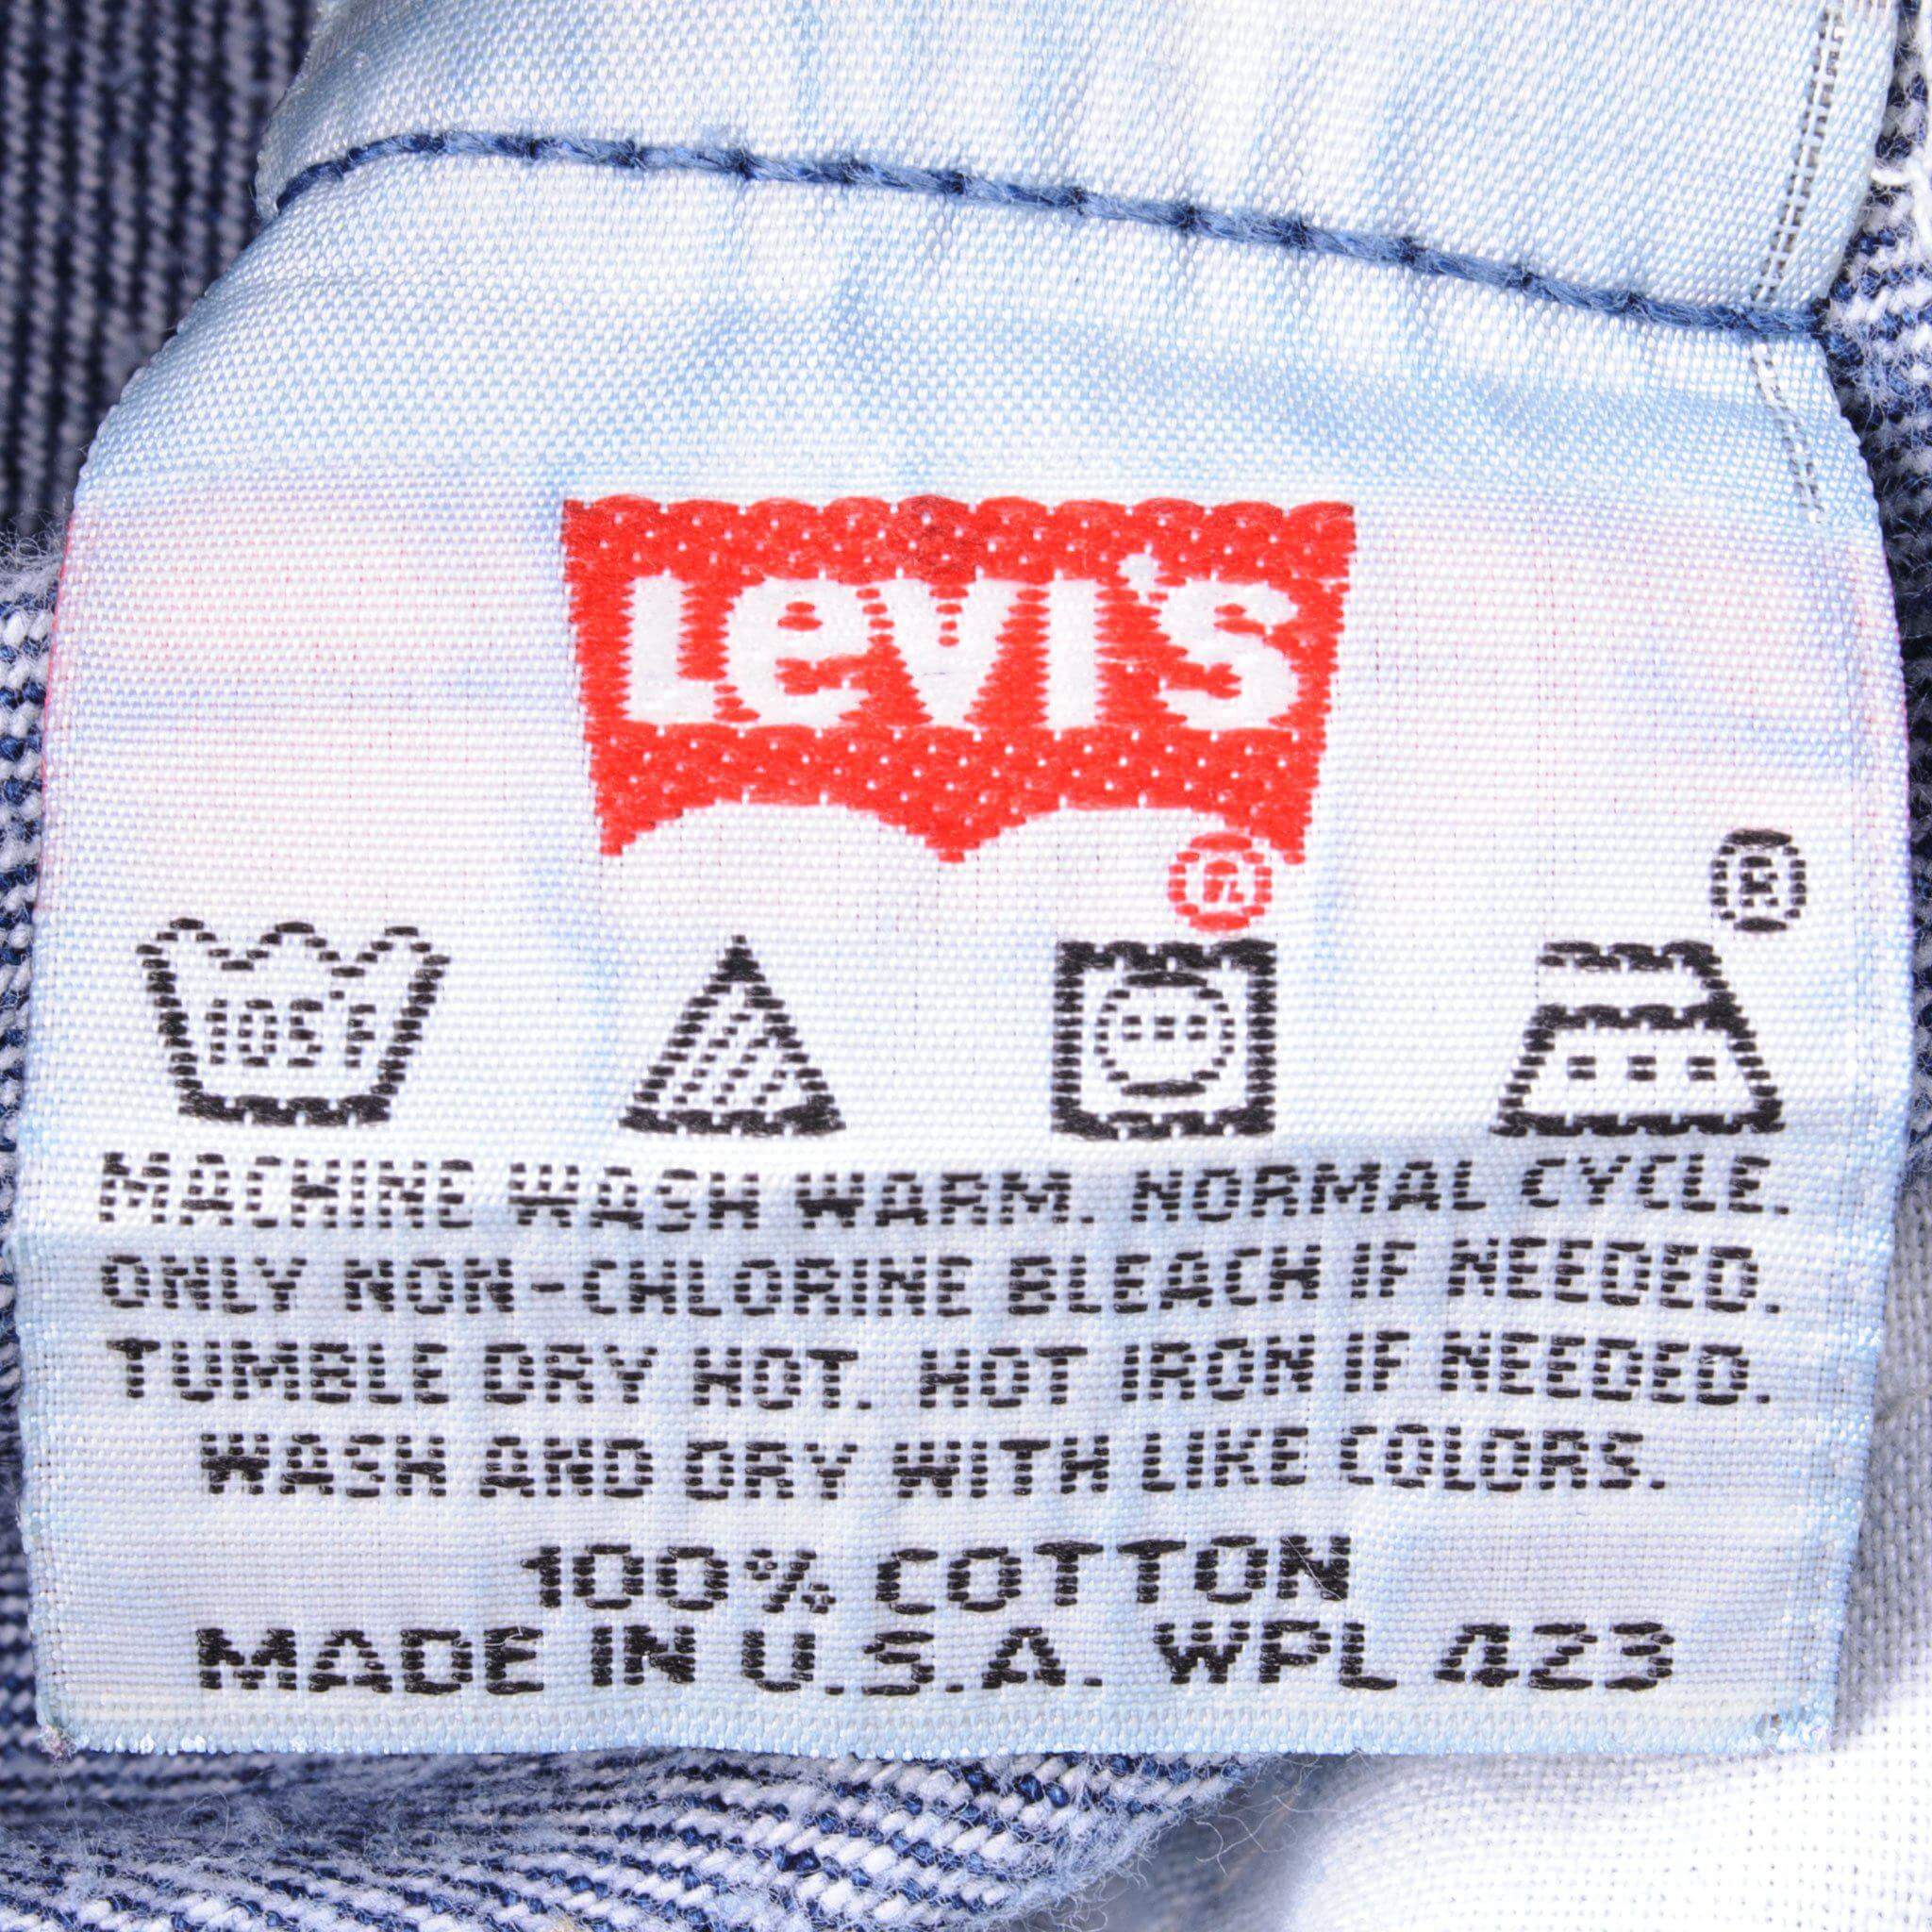 Levi's
®
®
105°F
MACHINE WASH WARM. NORMAL CYCLE.
ONLY NON-CHLORINE BLEACH IF NEEDED.
TUMBLE DRY HOT. HOT IRON IF NEEDED.
WASH AND DRY WITH LIKE COLORS.
100% COTTON
MADE IN U.S.A. WPL 423